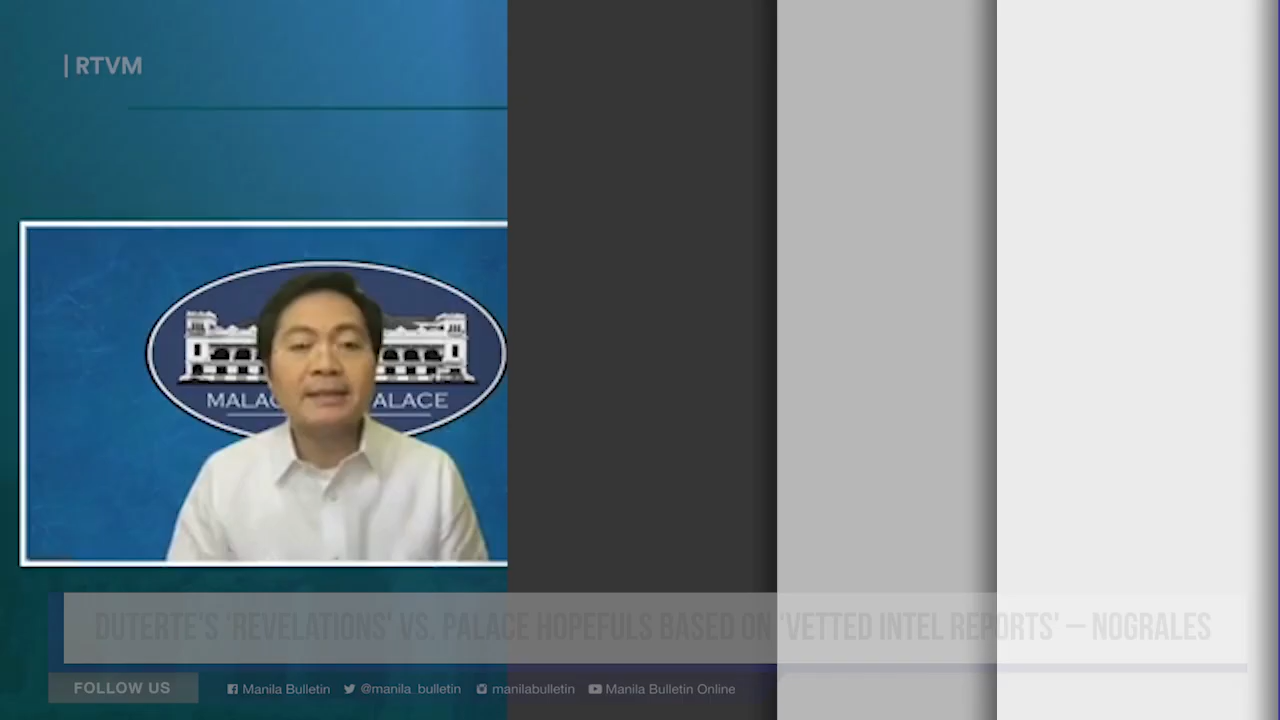 | RTVM
MALAC ALACE
DUTERTE'S 'REVELATIONS' VS. PALACE HOPEFULS BASED ON 'VETTED INTEL REPORTS' – NOGRALES
FOLLOW US Manila Bulletin @manila_bulletin manilabulletin Manila Bulletin Online